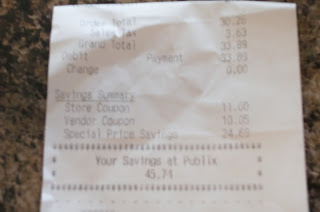 Order Total 30.26
Sales Tax 3.63
Grand Total 33.89
Debit Payment 33.89
Change 0.00
Savings Summary
Store Coupon 11.00
Vendor Coupon 10.05
Special Price Savings 24.69
Your Savings at Publix
45.74